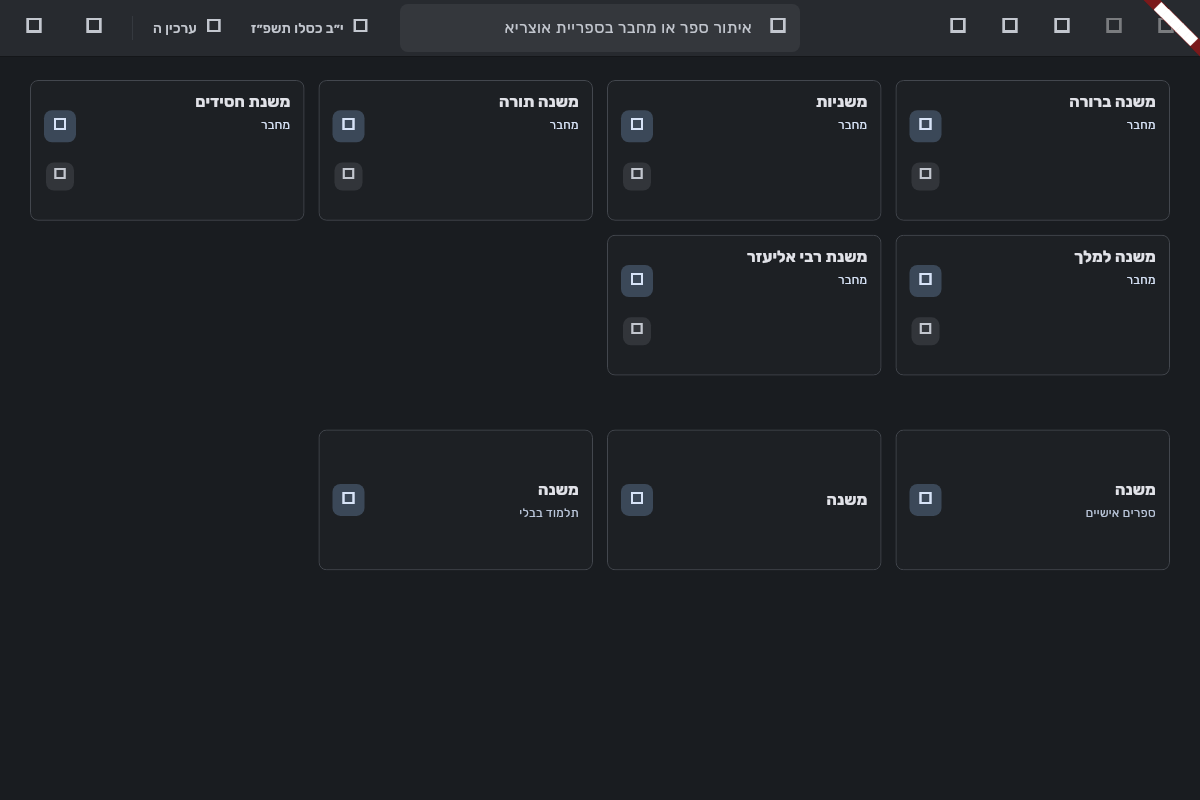 איתור ספר או מחבר בספריית אוצריא
י״ב כסלו תשפ״ז
ערכין ה
משנה ברורה
מחבר
משניות
מחבר
משנה תורה
מחבר
משנת חסידים
מחבר
משנה למלך
מחבר
משנת רבי אליעזר
מחבר
משנה
ספרים אישיים
משנה
משנה
תלמוד בבלי